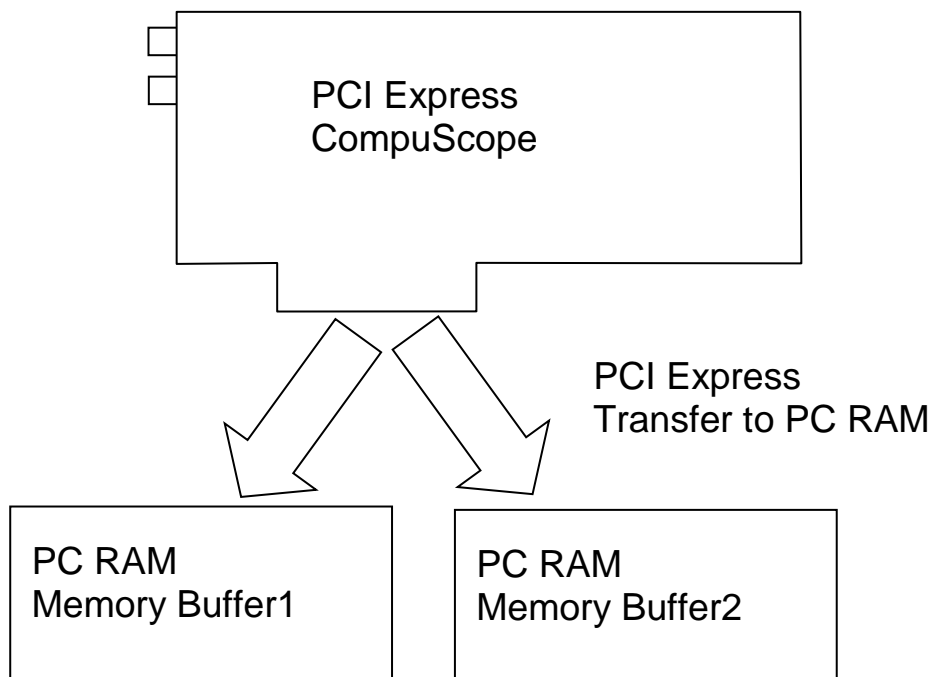 PCI Express
CompuScope
PCI Express
Transfer to PC RAM
PC RAM
Memory Buffer1
PC RAM
Memory Buffer2